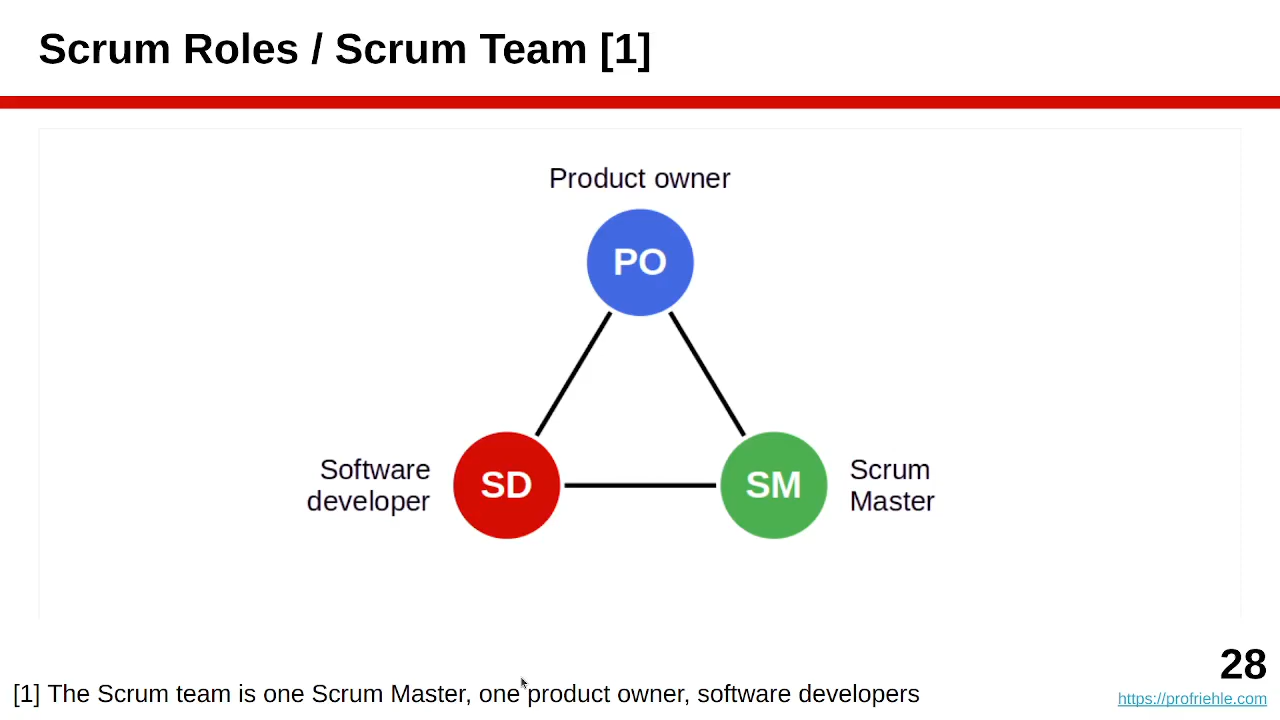 Scrum Roles / Scrum Team [1]
Product owner
PO
Software
developer
SD
SM
Scrum
Master
28
[1] The Scrum team is one Scrum Master, one product owner, software developers
https://profriehle.com